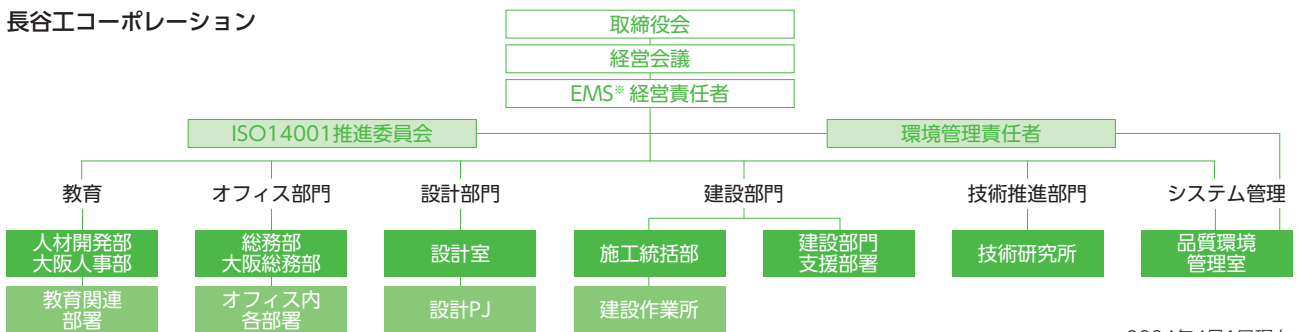 長谷工コーポレーション
取締役会
経営会議
EMS※ 経営責任者
ISO14001推進委員会
環境管理責任者
教育
オフィス部門
設計部門
建設部門
技術推進部門
システム管理
人材開発部
大阪人事部
総務部
大阪総務部
設計室
施工統括部
建設部門
支援部署
技術研究所
品質環境
管理室
教育関連
部署
オフィス内
各部署
設計PJ
建設作業所